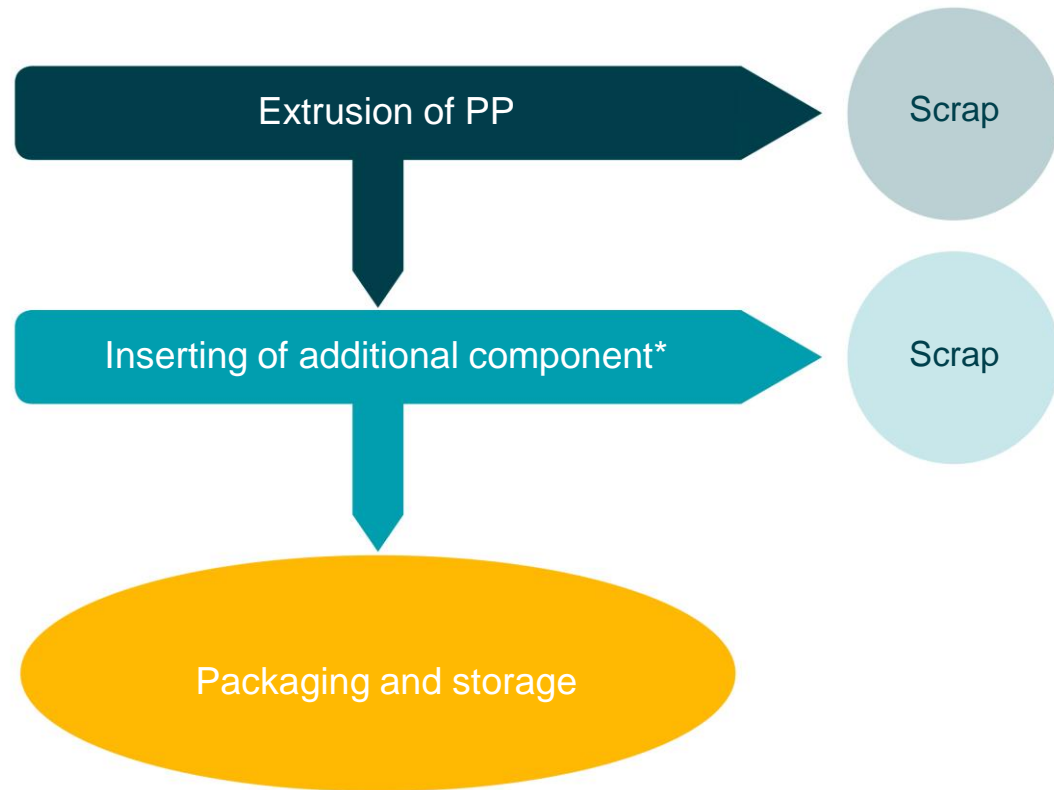 Extrusion of PP
Scrap
Inserting of additional component*
Scrap
Packaging and storage